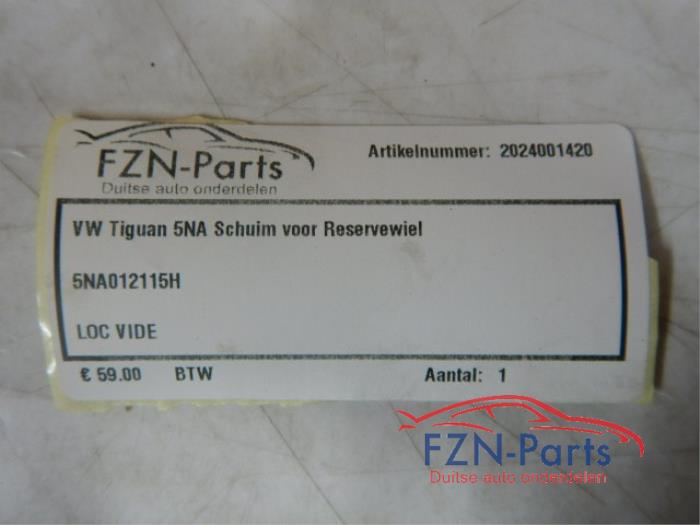 FZN-Parts
Duitse auto onderdelen
Artikelnummer: 2024001420
VW Tiguan 5NA Schuim voor Reservewiel
5NA012115H
LOC VIDE
€ 59.00 BTW Aantal: 1
FZN-Parts
Duitse auto onderdelen